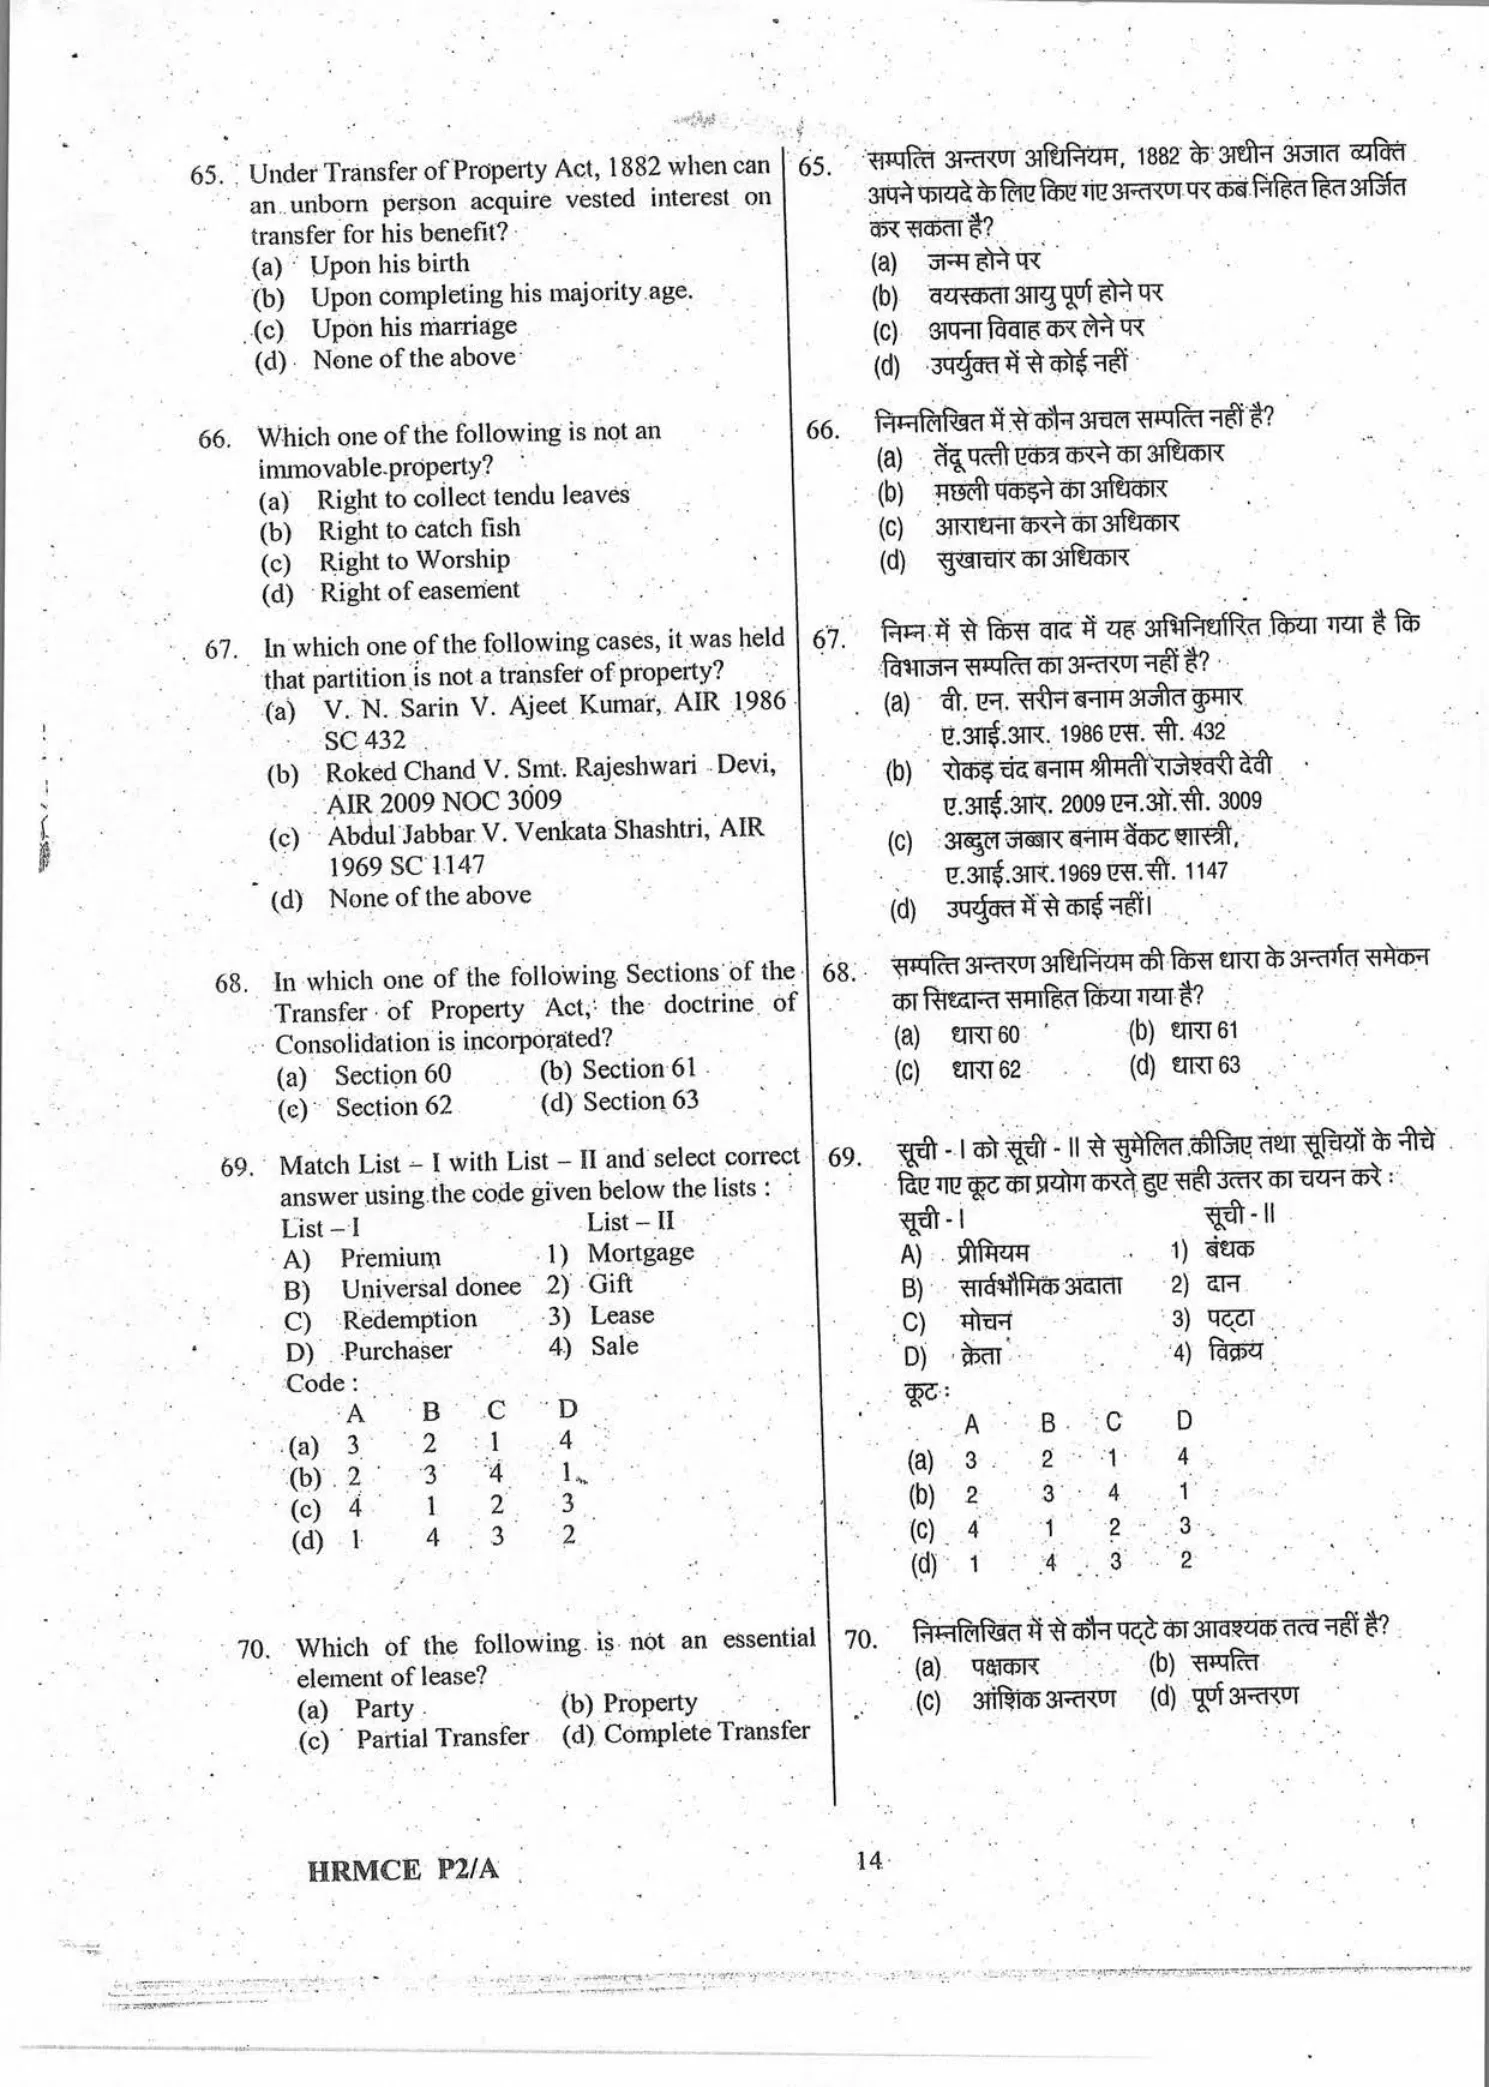 65. Under Transfer of Property Act, 1882 when can
an unborn person acquire vested interest on
transfer for his benefit?
(a) Upon his birth
(b) Upon completing his majority age.
(c) Upon his marriage
(d) None of the above
66. Which one of the following is not an
immovable property?
(a) Right to collect tendu leaves
(b) Right to catch fish
(c) Right to Worship
(d) Right of easement
67. In which one of the following cases, it was held
that partition is not a transfer of property?
(a) V. N. Sarin V. Ajeet Kumar, AIR 1986
SC 432
(b) Roked Chand V. Smt. Rajeshwari Devi,
AIR 2009 NOC 3009
(c) Abdul Jabbar V. Venkata Shashtri, AIR
1969 SC 1147
(d) None of the above
68. In which one of the following Sections of the
Transfer of Property Act, the doctrine of
Consolidation is incorporated?
(a) Section 60 (b) Section 61
(c) Section 62 (d) Section 63
69. Match List – I with List – II and select correct
answer using the code given below the lists :
List – I List – II
A) Premium 1) Mortgage
B) Universal donee 2) Gift
C) Redemption 3) Lease
D) Purchaser 4) Sale
Code :
A B C D
(a) 3 2 1 4
(b) 2 3 4 1
(c) 4 1 2 3
(d) 1 4 3 2
70. Which of the following is not an essential
element of lease?
(a) Party (b) Property
(c) Partial Transfer (d) Complete Transfer
65. सम्पत्ति अन्तरण अधिनियम, 1882 के अधीन अजात व्यक्ति
अपने फायदे के लिए किए गए अन्तरण पर कब निहित हित अर्जित
कर सकता है?
(a) जन्म होने पर
(b) वयस्कता आयु पूर्ण होने पर
(c) अपना विवाह कर लेने पर
(d) उपर्युक्त में से कोई नहीं
66. निम्नलिखित में से कौन अचल सम्पत्ति नहीं है?
(a) तेंदू पत्ती एकत्र करने का अधिकार
(b) मछली पकड़ने का अधिकार
(c) आराधना करने का अधिकार
(d) सुखाचार का अधिकार
67. निम्न में से किस वाद में यह अभिनिर्धारित किया गया है कि
विभाजन सम्पत्ति का अन्तरण नहीं है?
(a) वी. एन. सरीन बनाम अजीत कुमार
ए.आई.आर. 1986 एस. सी. 432
(b) रोकड़ चंद बनाम श्रीमती राजेश्वरी देवी
ए.आई.आर. 2009 एन.ओ.सी. 3009
(c) अब्दुल जब्बार बनाम वेंकट शास्त्री,
ए.आई.आर.1969 एस.सी. 1147
(d) उपर्युक्त में से काई नहीं।
68. सम्पत्ति अन्तरण अधिनियम की किस धारा के अन्तर्गत समेकन
का सिध्दान्त समाहित किया गया है?
(a) धारा 60 (b) धारा 61
(c) धारा 62 (d) धारा 63
69. सूची - I को सूची - II से सुमेलित कीजिए तथा सूचियों के नीचे
दिए गए कूट का प्रयोग करते हुए सही उत्तर का चयन करे :
सूची - I सूची - II
A) प्रीमियम 1) बंधक
B) सार्वभौमिक अदाता 2) दान
C) मोचन 3) पट्टा
D) क्रेता 4) विक्रय
कूट :
A B C D
(a) 3 2 1 4
(b) 2 3 4 1
(c) 4 1 2 3
(d) 1 4 3 2
70. निम्नलिखित में से कौन पट्टे का आवश्यक तत्व नहीं है?
(a) पक्षकार (b) सम्पत्ति
(c) आंशिक अन्तरण (d) पूर्ण अन्तरण
HRMCE P2/A 14